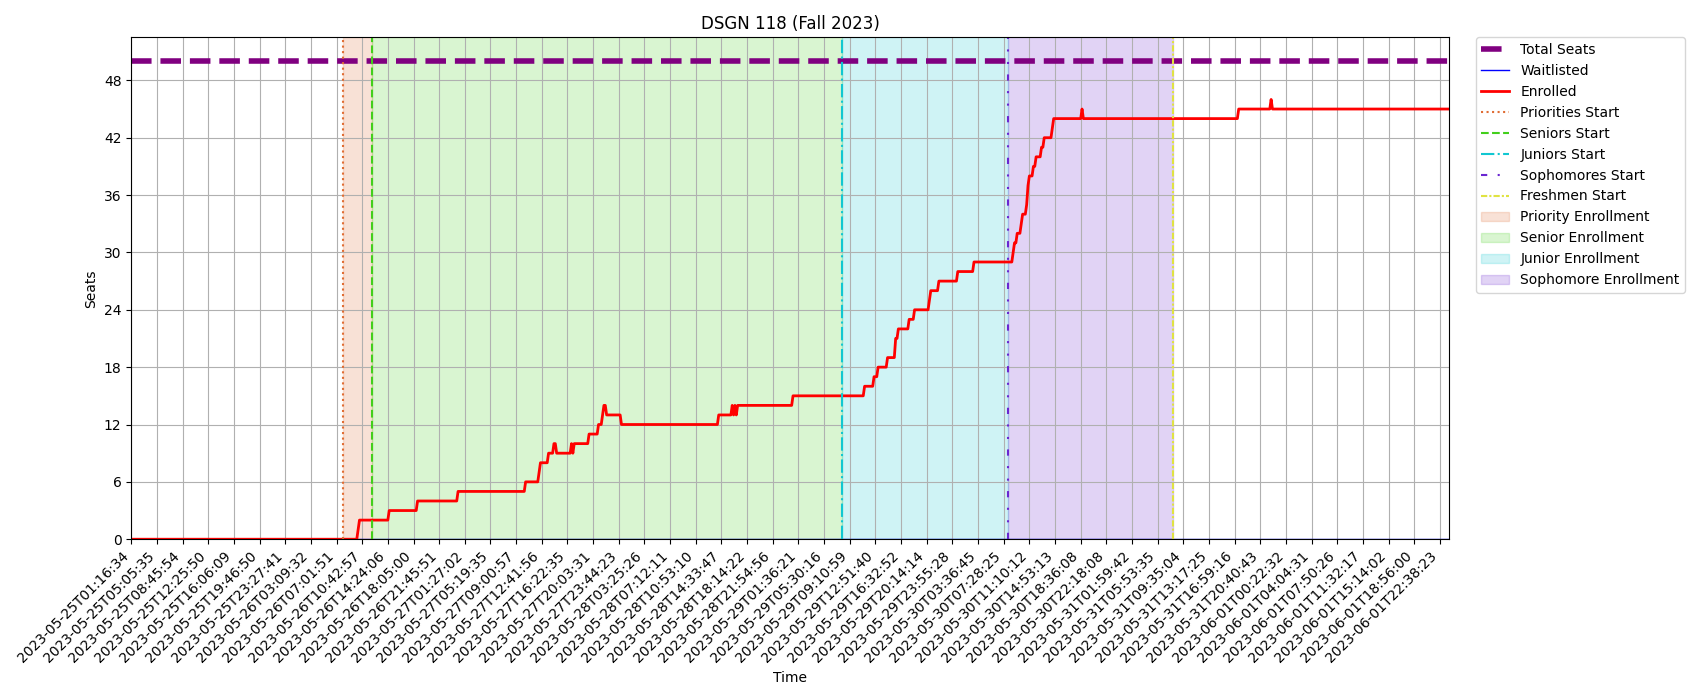 DSGN 118 (Fall 2023)
Total Seats
Waitlisted
Enrolled
Priorities Start
Seniors Start
Juniors Start
Sophomores Start
Freshmen Start
Priority Enrollment
Senior Enrollment
Junior Enrollment
Sophomore Enrollment
Seats
48
42
36
30
24
18
12
6
0
2023-05-25T01:16:34
2023-05-25T05:05:35
2023-05-25T08:45:54
2023-05-25T12:25:50
2023-05-25T16:06:09
2023-05-25T19:46:50
2023-05-25T23:27:41
2023-05-26T03:09:32
2023-05-26T07:01:51
2023-05-26T10:42:57
2023-05-26T14:24:06
2023-05-26T18:05:00
2023-05-26T21:45:51
2023-05-27T01:27:02
2023-05-27T05:19:35
2023-05-27T09:00:57
2023-05-27T12:41:56
2023-05-27T16:22:35
2023-05-27T20:03:31
2023-05-27T23:44:23
2023-05-28T03:25:26
2023-05-28T07:12:11
2023-05-28T10:53:10
2023-05-28T14:33:47
2023-05-28T18:14:22
2023-05-28T21:54:56
2023-05-29T01:36:21
2023-05-29T05:30:16
2023-05-29T09:10:59
2023-05-29T12:51:40
2023-05-29T16:32:52
2023-05-29T20:14:14
2023-05-29T23:55:28
2023-05-30T03:36:45
2023-05-30T07:28:25
2023-05-30T11:10:12
2023-05-30T14:53:13
2023-05-30T18:36:08
2023-05-30T22:18:08
2023-05-31T01:59:42
2023-05-31T05:53:35
2023-05-31T09:35:04
2023-05-31T13:17:25
2023-05-31T16:59:16
2023-05-31T20:40:43
2023-06-01T00:22:32
2023-06-01T04:04:31
2023-06-01T07:50:26
2023-06-01T11:32:17
2023-06-01T15:14:02
2023-06-01T18:56:00
2023-06-01T22:38:23
Time